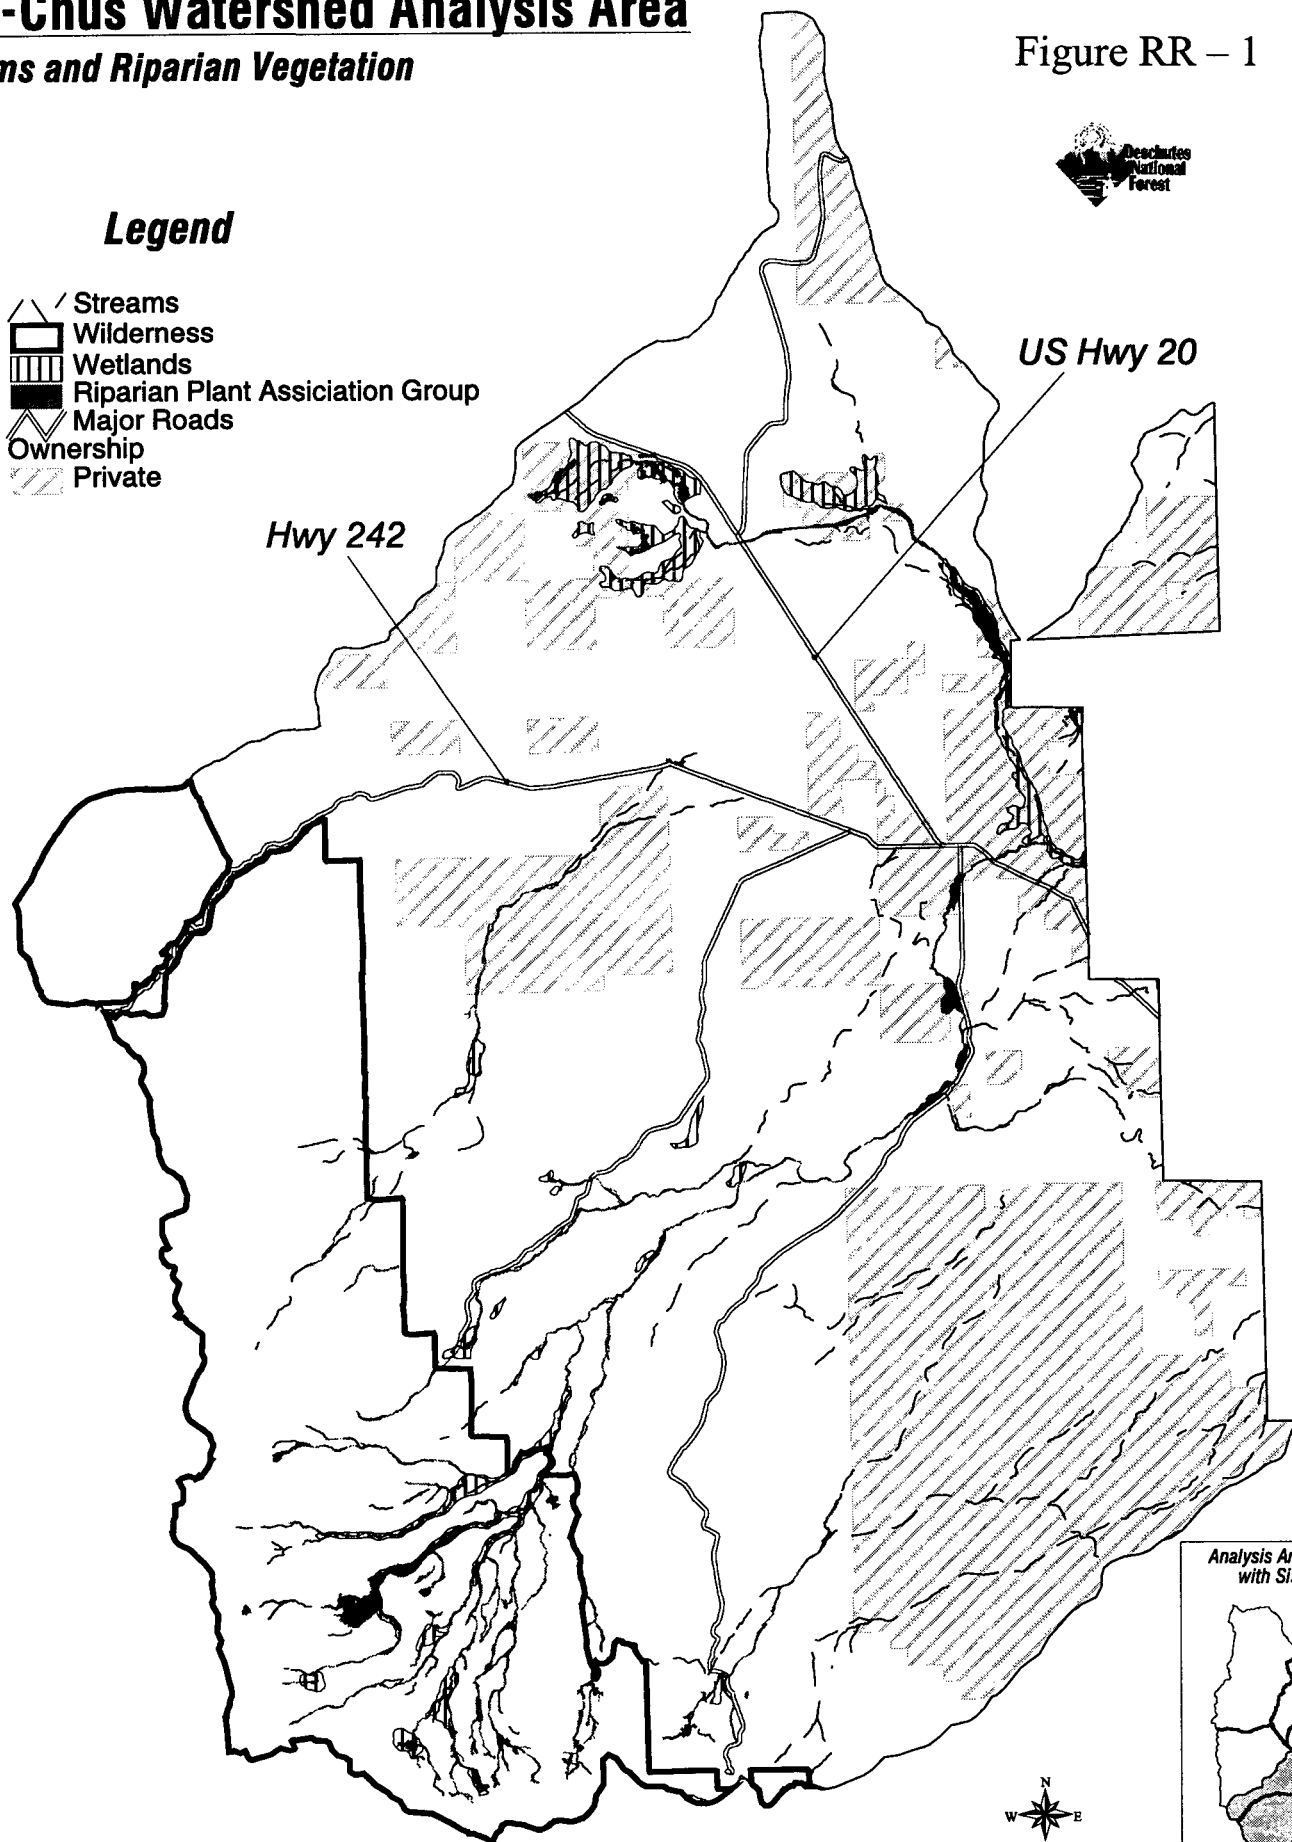 -Chus Watershed Analysis Area
ms and Riparian Vegetation
Figure RR – 1
Deschutes
National
Forest
Legend
Streams
Wilderness
Wetlands
Riparian Plant Assiciation Group
Major Roads
Ownership
Private
US Hwy 20
Hwy 242
Analysis Ar
with Si
N
W E